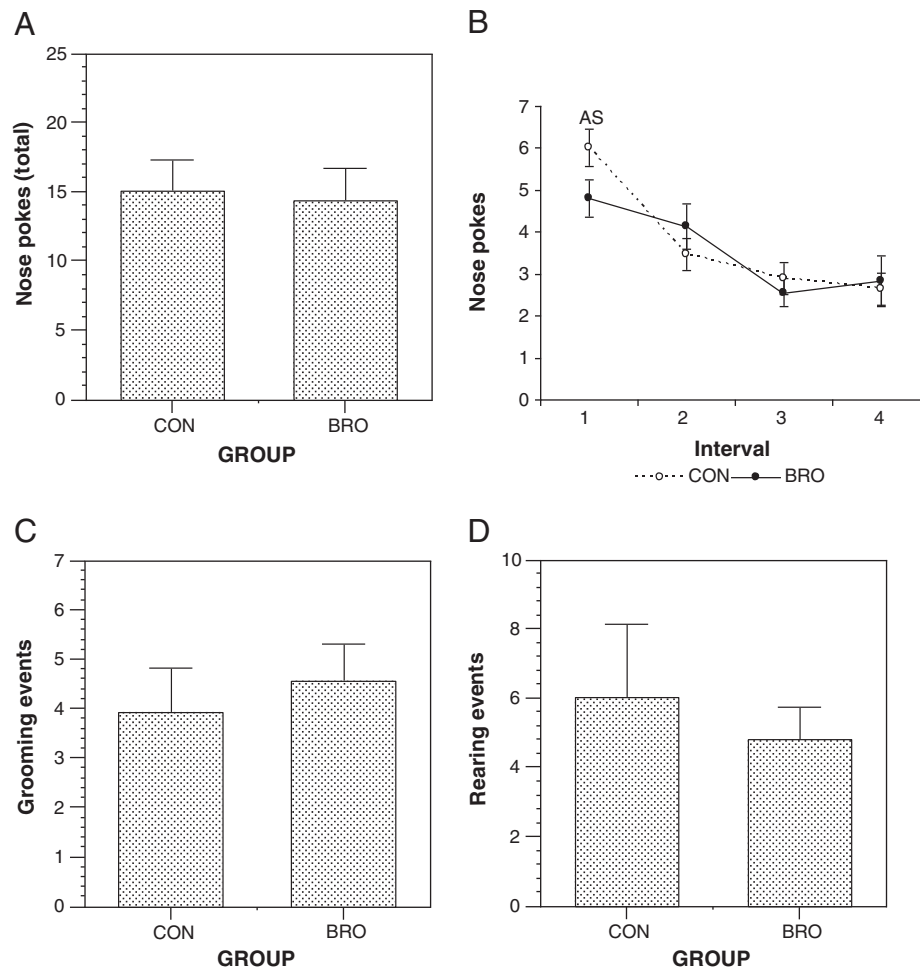 A
Nose pokes (total)
25
20
15
10
5
0
CON BRO
GROUP
B
Nose pokes
7
6
5
4
3
2
1
0
AS
1 2 3 4
Interval
CON BRO
C
Grooming events
7
6
5
4
3
2
1
0
CON BRO
GROUP
D
Rearing events
10
8
6
4
2
0
CON BRO
GROUP